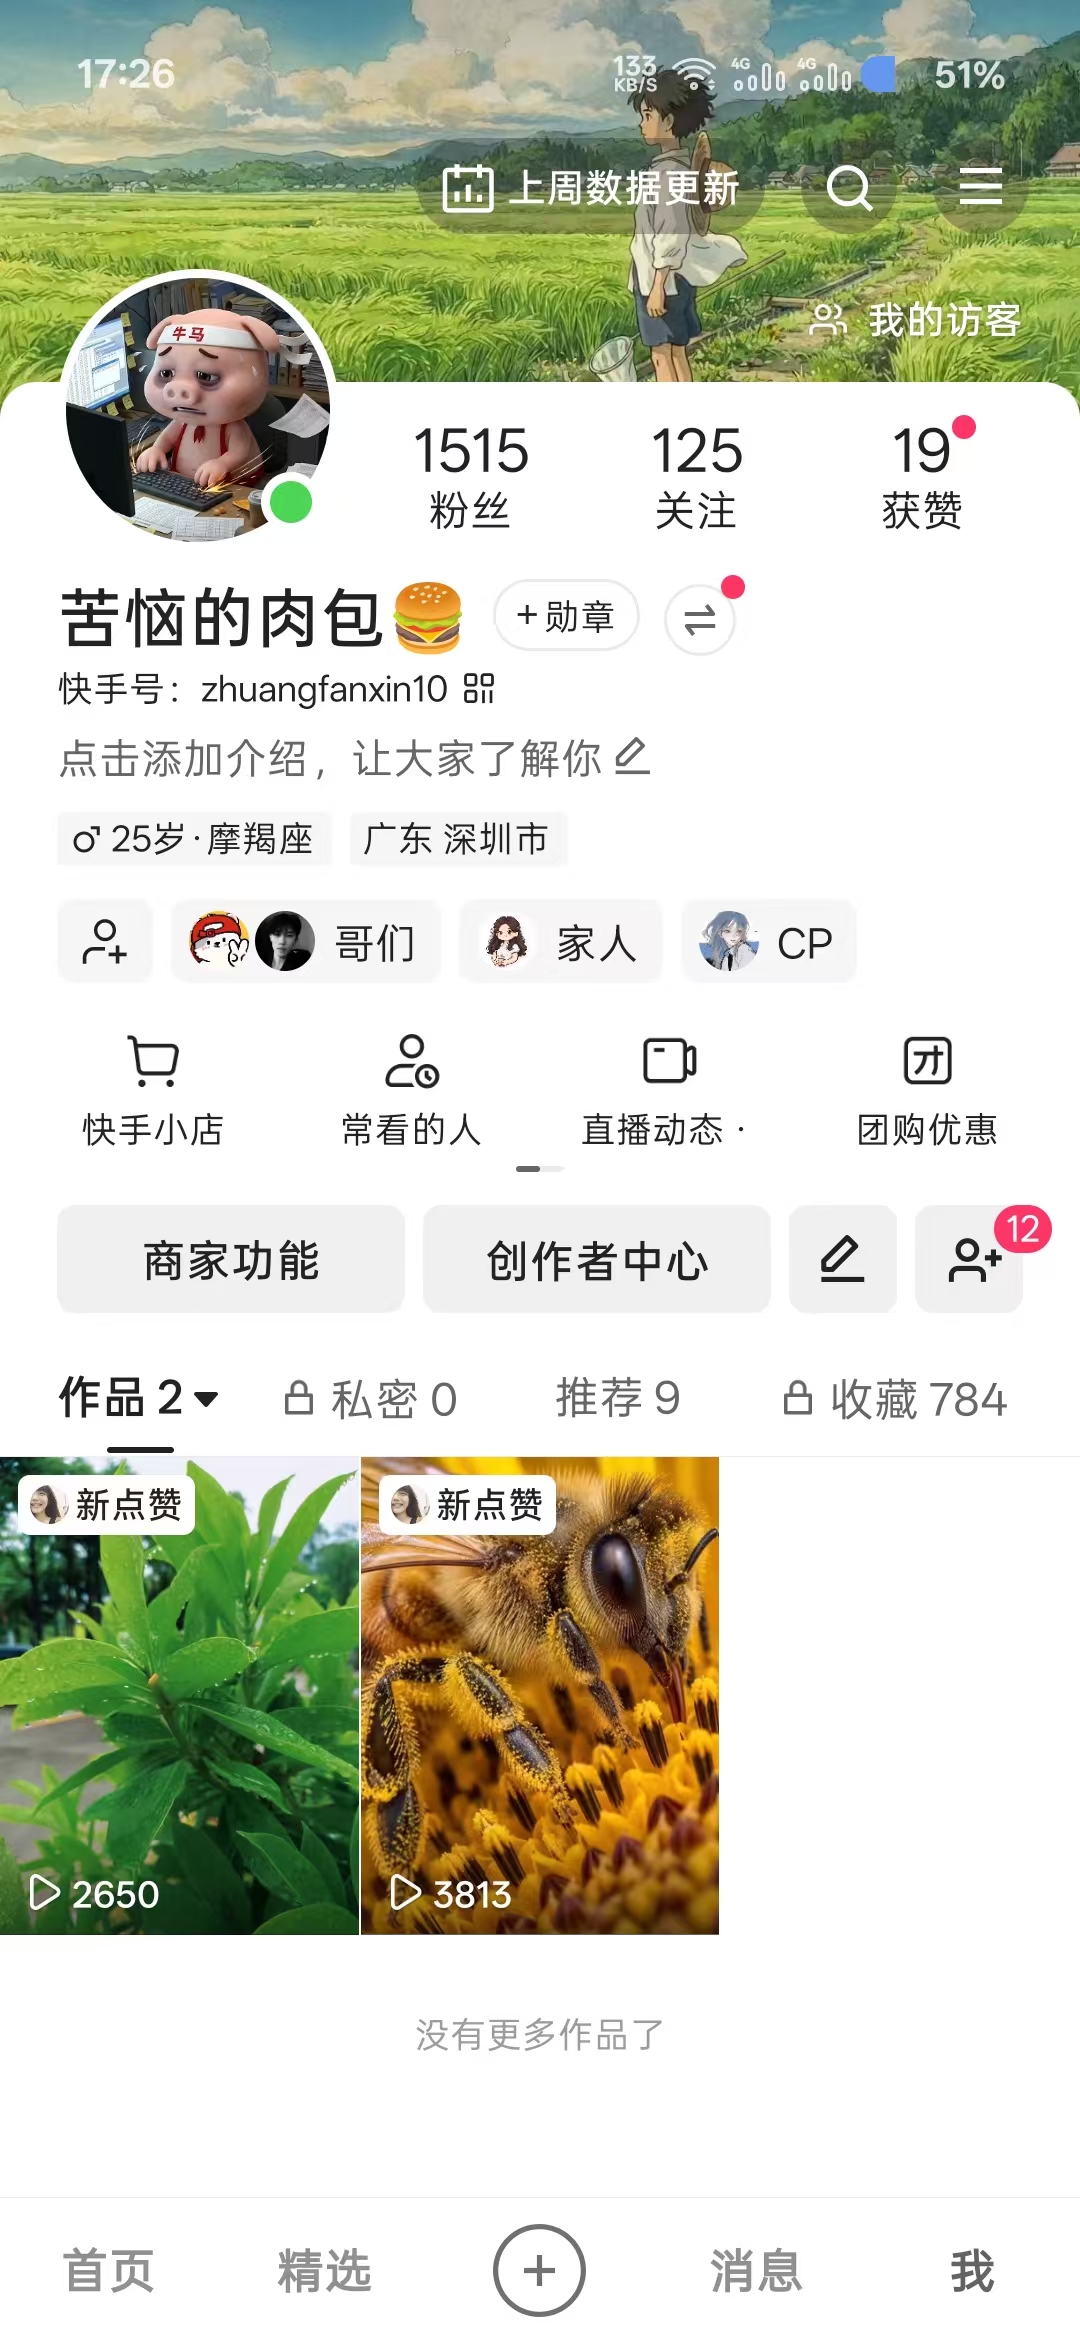 17:26 133 KB/S 4G 4G 51%
上周数据更新
我的访客
牛马
1515 125 19
粉丝 关注 获赞
苦恼的肉包 +勋章
快手号：zhuangfanxin10
点击添加介绍，让大家了解你
♂ 25岁·摩羯座 广东 深圳市
哥们 家人 CP
快手小店 常看的人 直播动态 · 团购优惠
商家功能 创作者中心 12
作品 2 私密 0 推荐 9 收藏 784
新点赞 新点赞
2650 3813
没有更多作品了
首页 精选 + 消息 我